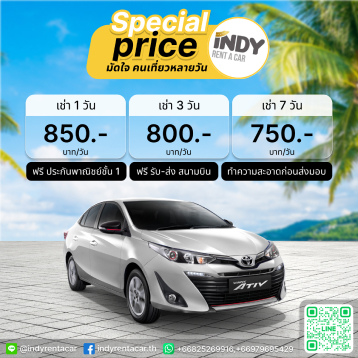 Special
price
iNDY
RENT A CAR
มัดใจ คนเที่ยวหลายวัน
เช่า 1 วัน
850.-
บาท/วัน
เช่า 3 วัน
800.-
บาท/วัน
เช่า 7 วัน
750.-
บาท/วัน
ฟรี ประกันพาณิชย์ชั้น 1
ฟรี รับ-ส่ง สนามบิน
ทำความสะอาดก่อนส่งมอบ
ATIV
LINE
@indyrentacar
indyrentacar.th
+66825269916,+66979695429